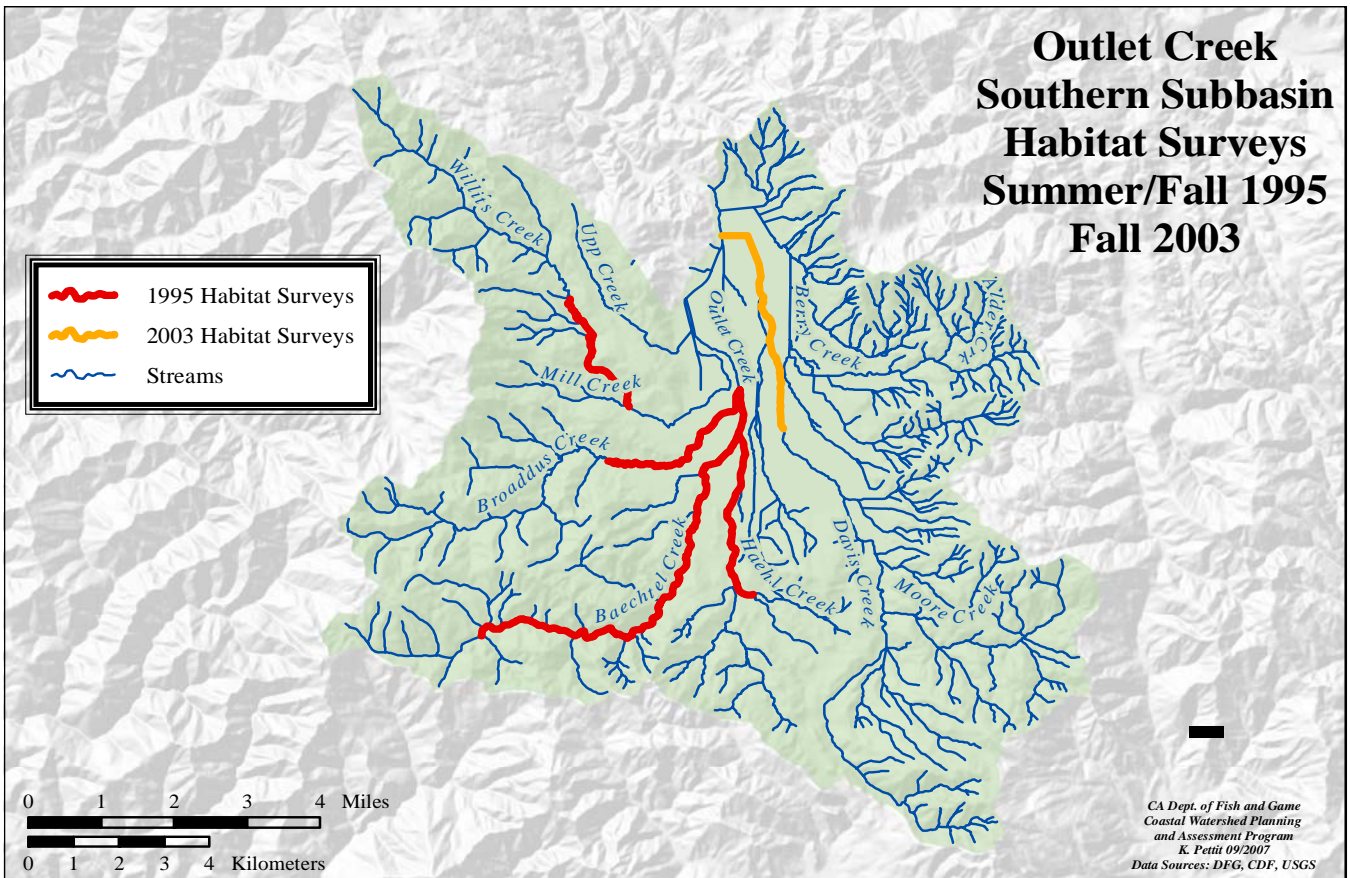 Outlet Creek
Southern Subbasin
Habitat Surveys
Summer/Fall 1995
Fall 2003
1995 Habitat Surveys
2003 Habitat Surveys
Streams
Willits Creek
Upp Creek
Outlet Creek
Berry Creek
Alder Crk
Mill Creek
Broaddus Creek
Baechtel Creek
Haehl Creek
Davis Creek
Moore Creek
0 1 2 3 4 Miles
0 1 2 3 4 Kilometers
CA Dept. of Fish and Game
Coastal Watershed Planning
and Assessment Program
K. Pettit 09/2007
Data Sources: DFG, CDF, USGS